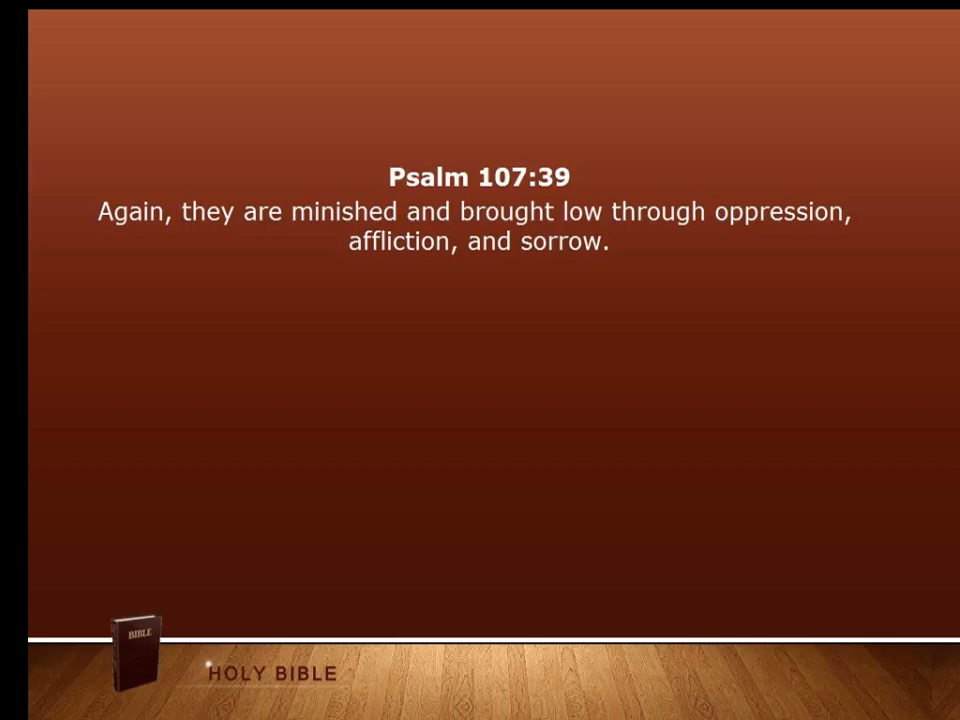 Psalm 107:39
Again, they are minished and brought low through oppression,
affliction, and sorrow.
BIBLE
HOLY BIBLE